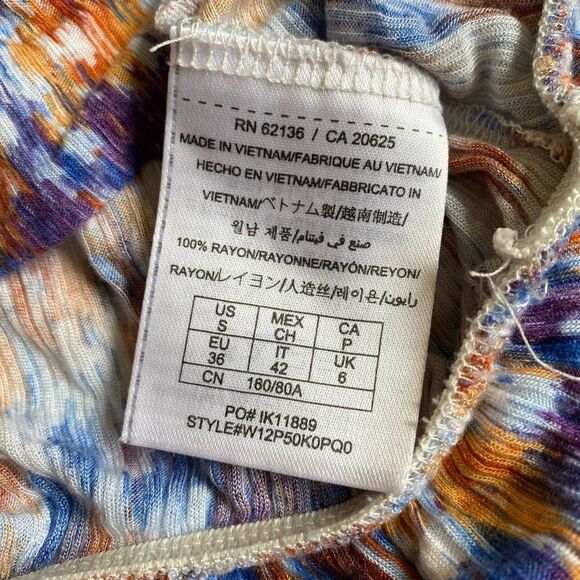 RN 62136 / CA 20625
MADE IN VIETNAM/FABRIQUE AU VIETNAM/
HECHO EN VIETNAM/FABBRICATO IN
VIETNAM/ベトナム製/越南制造/
월남 제품/صنع في فيتنام/
100% RAYON/RAYONNE/RAYÓN/REYON/
RAYON/レイヨン/人造丝/레이온/رايون
US S MEX CH CA P
EU 36 IT 42 UK 6
CN 160/80A
PO# IK11889
STYLE#W12P50K0PQ0